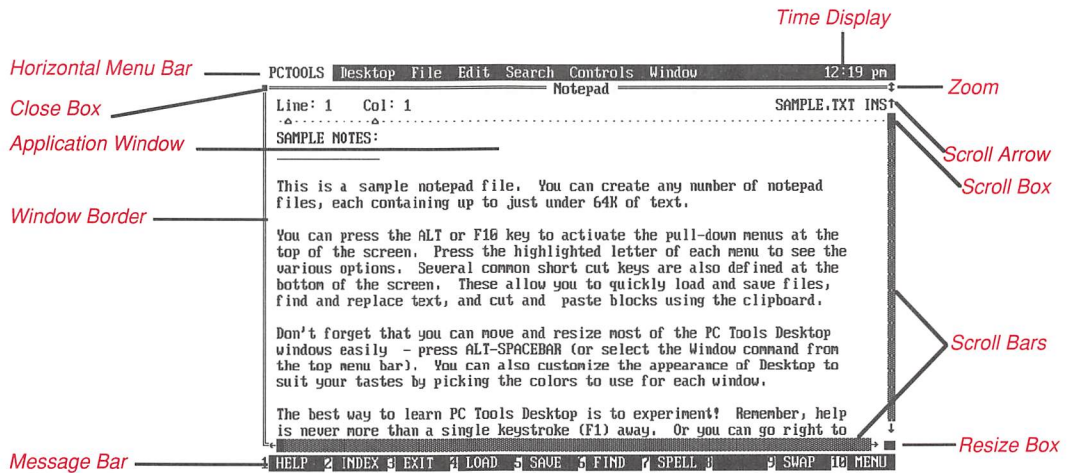 Time Display
Horizontal Menu Bar
PCTOOLS Desktop File Edit Search Controls Window 12:19 pm
Close Box
Notepad
Zoom
Line: 1 Col: 1 SAMPLE.TXT INS
Application Window
SAMPLE NOTES:
Scroll Arrow
Scroll Box
This is a sample notepad file. You can create any number of notepad
files, each containing up to just under 64K of text.
Window Border
You can press the ALT or F10 key to activate the pull-down menus at the
top of the screen. Press the highlighted letter of each menu to see the
various options. Several common short cut keys are also defined at the
bottom of the screen. These allow you to quickly load and save files,
find and replace text, and cut and paste blocks using the clipboard.
Don't forget that you can move and resize most of the PC Tools Desktop
windows easily - press ALT-SPACEBAR (or select the Window command from
the top menu bar). You can also customize the appearance of Desktop to
suit your tastes by picking the colors to use for each window.
Scroll Bars
The best way to learn PC Tools Desktop is to experiment! Remember, help
is never more than a single keystroke (F1) away. Or you can go right to
Resize Box
Message Bar
1 HELP 2 INDEX 3 EXIT 4 LOAD 5 SAVE 6 FIND 7 SPELL 8 9 SWAP 10 MENU